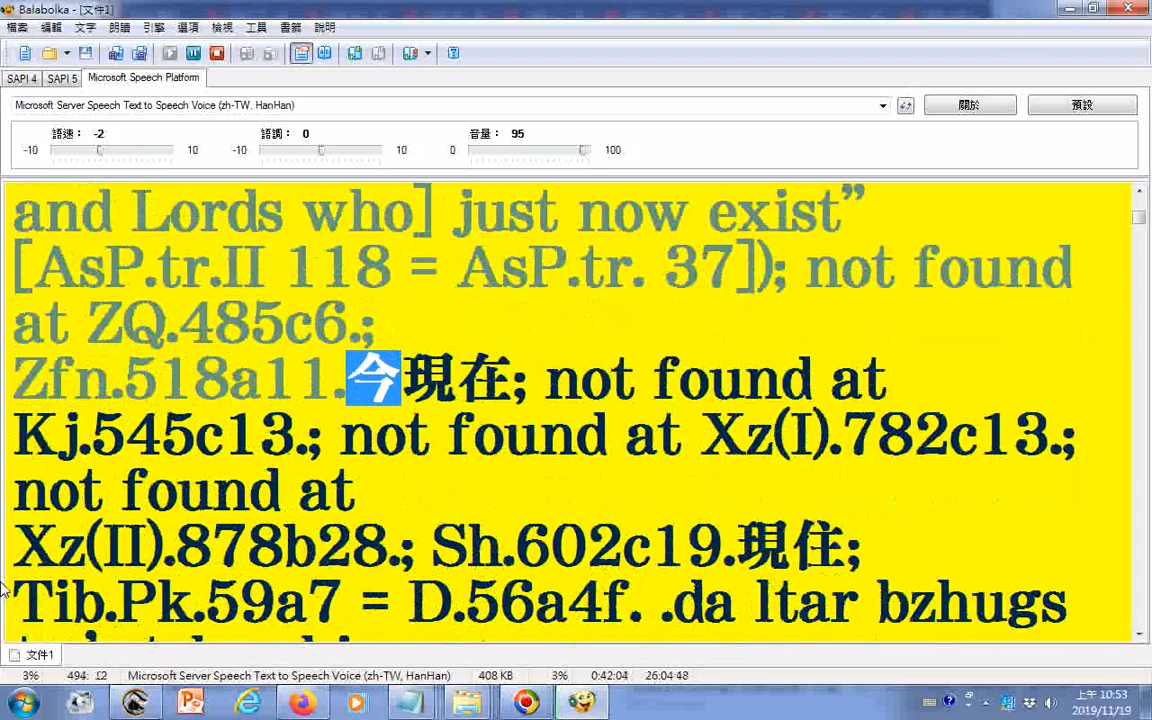 Balabolka - [文件1]
檔案 編輯 文字 朗讀 引擎 選項 檢視 工具 書籤 說明
SAPI 4 SAPI 5 Microsoft Speech Platform
Microsoft Server Speech Text to Speech Voice (zh-TW, HanHan) 關於 預設
語速： -2 語調： 0 音量： 95
-10 10 -10 10 0 100
and Lords who] just now exist”
[AsP.tr.II 118 = AsP.tr. 37]); not found
at ZQ.485c6.;
Zfn.518a11.今現在; not found at
Kj.545c13.; not found at Xz(I).782c13.;
not found at
Xz(II).878b28.; Sh.602c19.現住;
Tib.Pk.59a7 = D.56a4f. .da ltar bzhugs
文件1
3% 494: 12 Microsoft Server Speech Text to Speech Voice (zh-TW, HanHan) 408 KB 3% 0:42:04 26:04:48
上午 10:53
2019/11/19